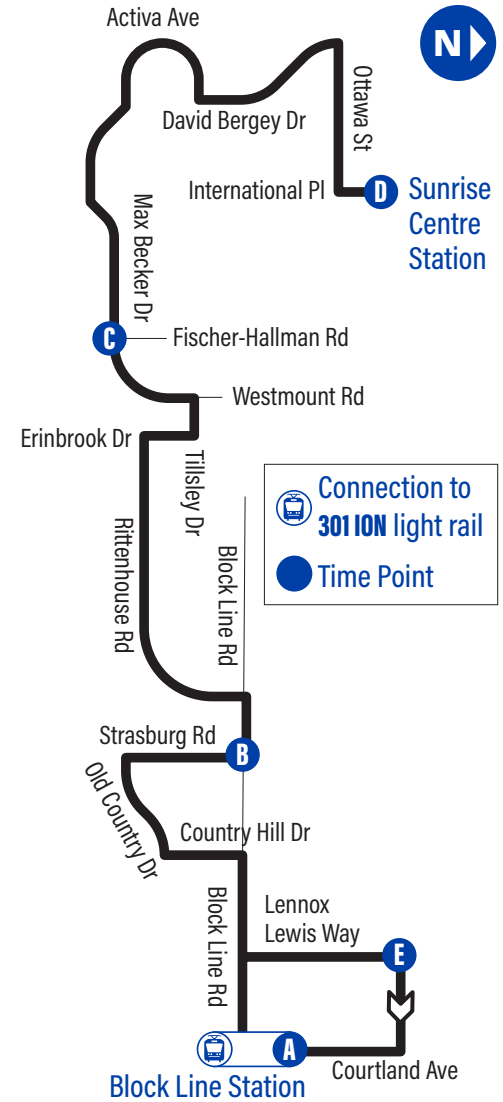 Activa Ave
N
David Bergey Dr
Ottawa St
International Pl
D
Sunrise
Centre
Station
Max Becker Dr
C
Fischer-Hallman Rd
Westmount Rd
Erinbrook Dr
Tillsley Dr
Connection to
301 ION light rail
Time Point
Rittenhouse Rd
Block Line Rd
Strasburg Rd
B
Old Country Dr
Country Hill Dr
Block Line Rd
Lennox
Lewis Way
E
A
Courtland Ave
Block Line Station